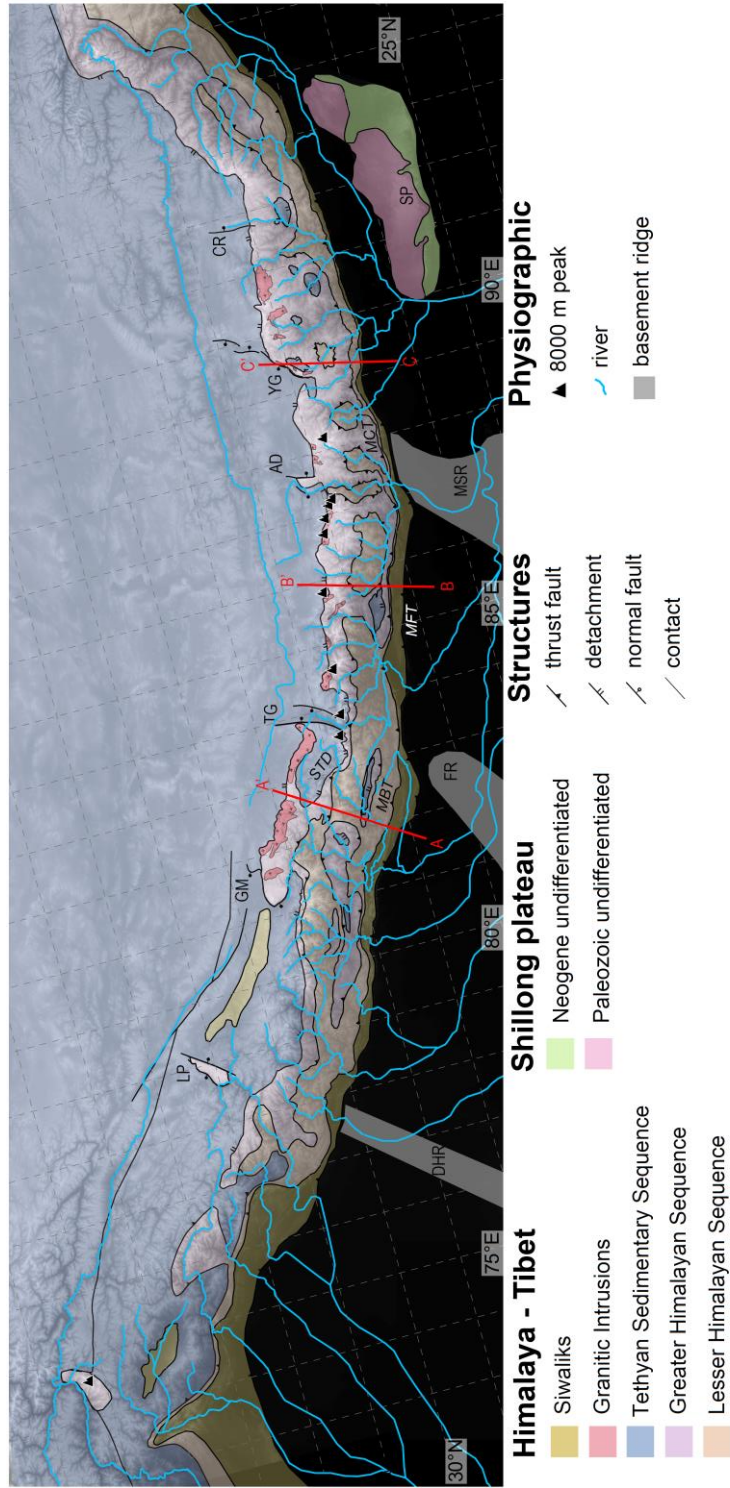 25°N
30°N
75°E
80°E
85°E
90°E
LP
GM
TG
AD
YG
CR
STD
MBT
MFT
MCT
A
A'
B
B'
C
C'
DHR
FR
MSR
SP
Himalaya - Tibet
Siwaliks
Granitic Intrusions
Tethyan Sedimentary Sequence
Greater Himalayan Sequence
Lesser Himalayan Sequence
Shillong plateau
Neogene undifferentiated
Paleozoic undifferentiated
Structures
thrust fault
detachment
normal fault
contact
Physiographic
8000 m peak
river
basement ridge